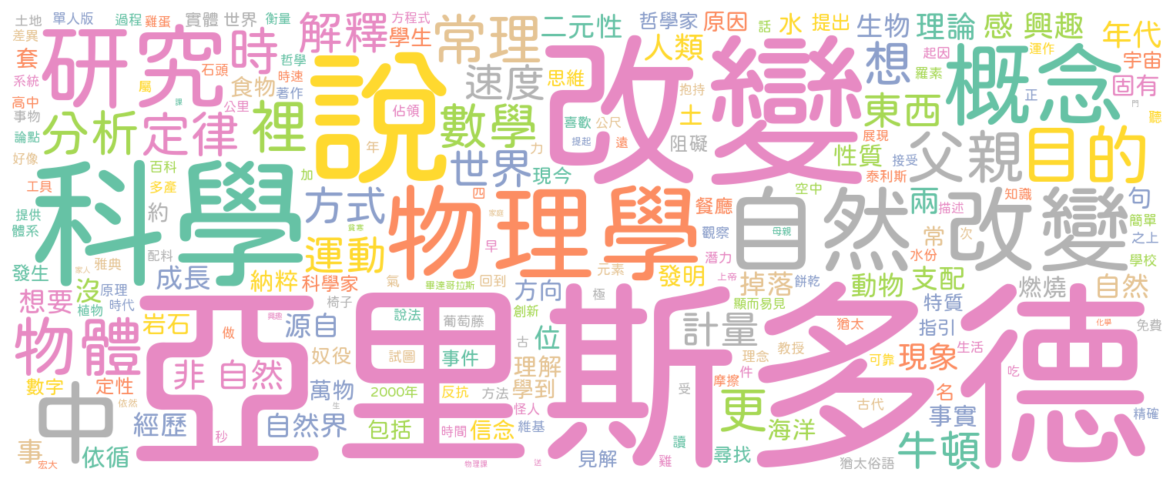 土地 單人版 過程 雞蛋 實體 世界 衡量 方程式 二元性 哲學家 原因 話 水 提出 生物 理論 感 興趣 年代
差異 研究 時 解釋 學生 常理 人類 改變 想 起因 運作 概念 宇宙
套 石頭 哲學 說 速度 思維 抱持 羅素 固有
系統 屬 時速 食物 著作 東西 正
高中 課 公里 佔領 數學 喜歡 公尺 土 門
事物 分析 定律 裡 提起 遠 阻礙 展現 父親 目的 聽
論點 年 力 世界 性質 接受
好像 百科 加 現今 泰利斯
工具 科學 多產 四 物理學 餐廳 空中 自然 兩 知識 改變 句
提供 約 方式 家庭 觀察 母親 描述 簡單
體系 雅典 配料 運動 早 潛力 常 次 之上
發生 家人 成長 納粹 科學家 氣 畢達哥拉斯 回到 元素 發明 上帝 水份 學校
想要 沒 原理 椅子 方向 極 掉落 餅乾 動物 支配 燃燒 自然
植物 時代 亞里斯多德 創新 顯而易見 特質
物體 岩石 做 興趣 源自 說法 葡萄藤 古 位 計量 猶太 指引 化學 免費
非 自然 奴役 試圖 事件 理解 理念 教授 可靠 現象 生活
數字 定性 萬物 2000年 反抗 方法 學到 件 摩擦 吃
依然 生 怪人 受 更 古代 名 事實 精確
中 經歷 自然界 包括 時間 信念 維基 讀 海洋
事 依循 秒 見解 尋找 牛頓
宏大 物理課 送 雞 猶太俗語